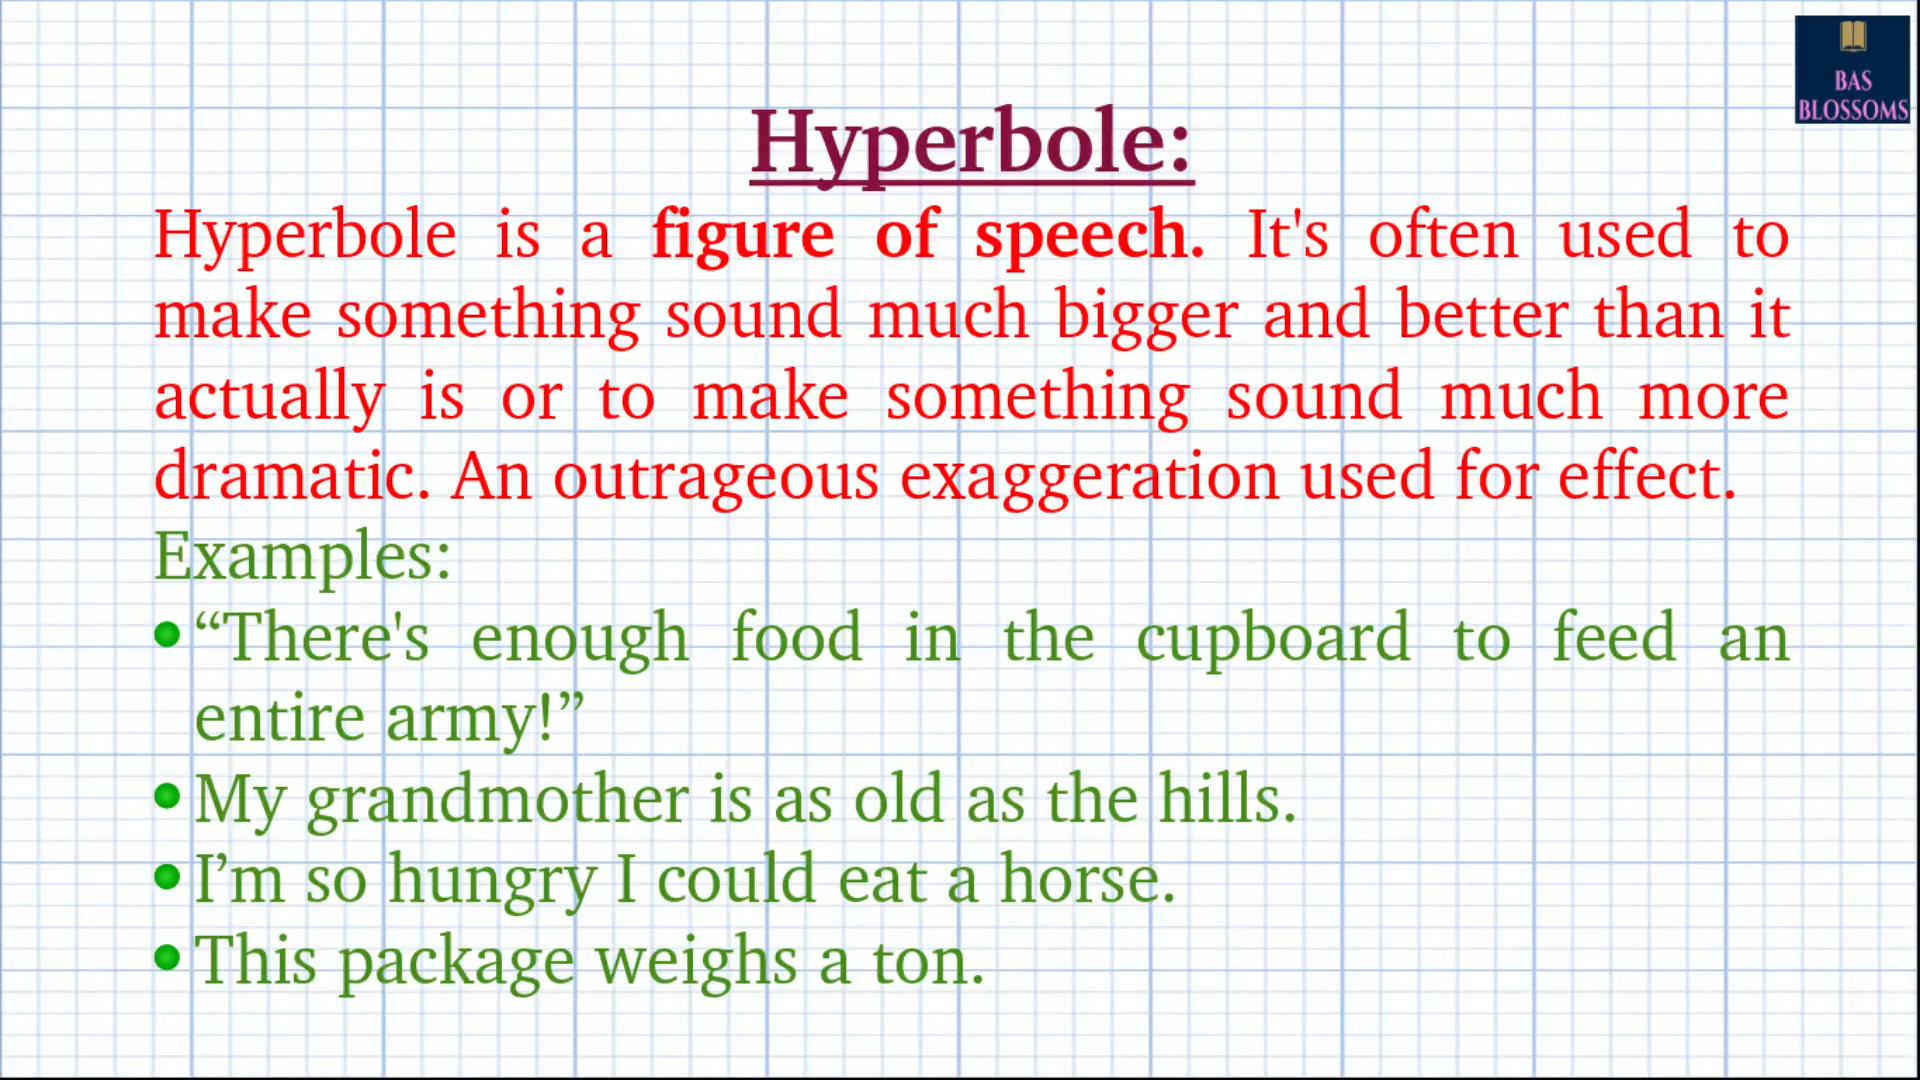 BAS
BLOSSOMS
Hyperbole:
Hyperbole is a figure of speech. It's often used to
make something sound much bigger and better than it
actually is or to make something sound much more
dramatic. An outrageous exaggeration used for effect.
Examples:
• “There's enough food in the cupboard to feed an
entire army!”
• My grandmother is as old as the hills.
• I’m so hungry I could eat a horse.
• This package weighs a ton.